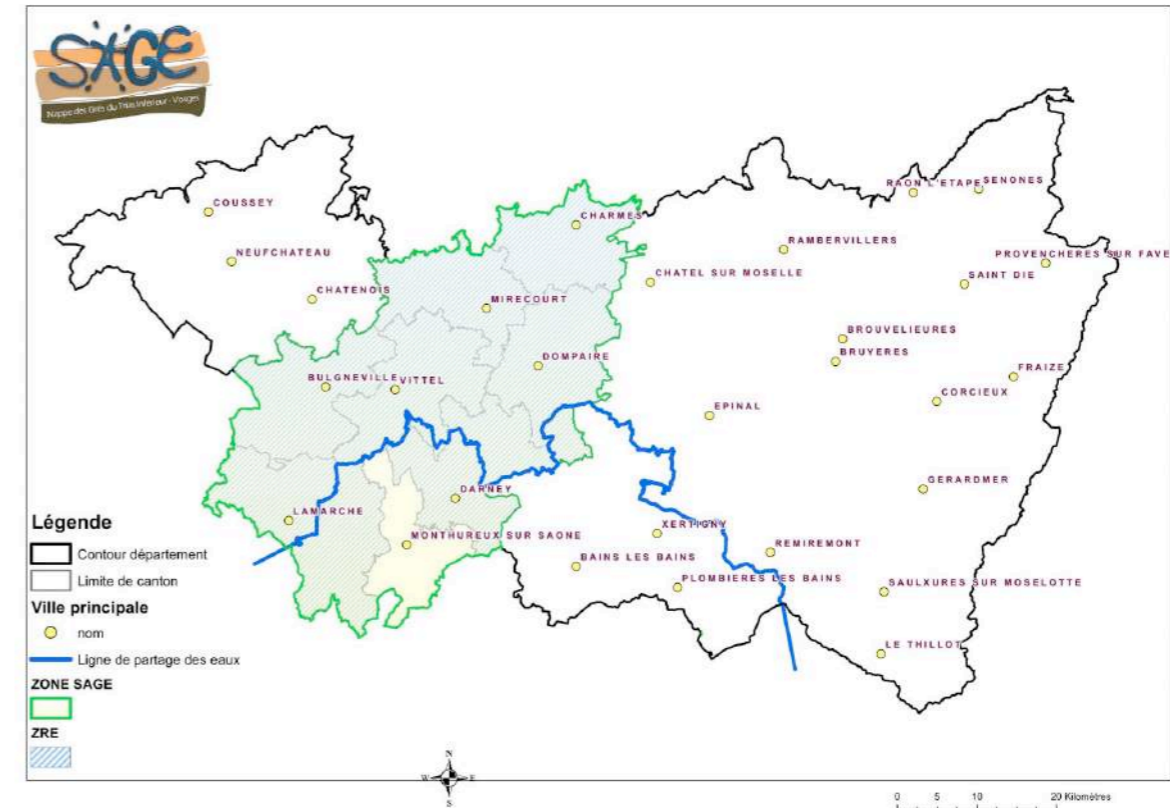 SAGE
Nappe des Grès du Trias Inférieur - Vosges
RAON L'ETAPE
SENONES
COUSSEY
CHARMES
RAMBERVILLERS
NEUFCHATEAU
PROVENCHERES SUR FAVE
CHATEL SUR MOSELLE
SAINT DIE
CHATENOIS
MIRECOURT
BROUVELIEURES
BRUYERES
DOMPAIRE
FRAIZE
BULGNEVILLE
VITTEL
CORCIEUX
EPINAL
GERARDMER
DARNEY
LAMARCHE
XERTIGNY
MONTHUREUX SUR SAONE
REMIREMONT
BAINS LES BAINS
PLOMBIERES LES BAINS
SAULXURES SUR MOSELOTTE
LE THILLOT
Légende
Contour département
Limite de canton
Ville principale
nom
Ligne de partage des eaux
ZONE SAGE
ZRE
N
W
E
S
0 5 10 20 Kilomètres